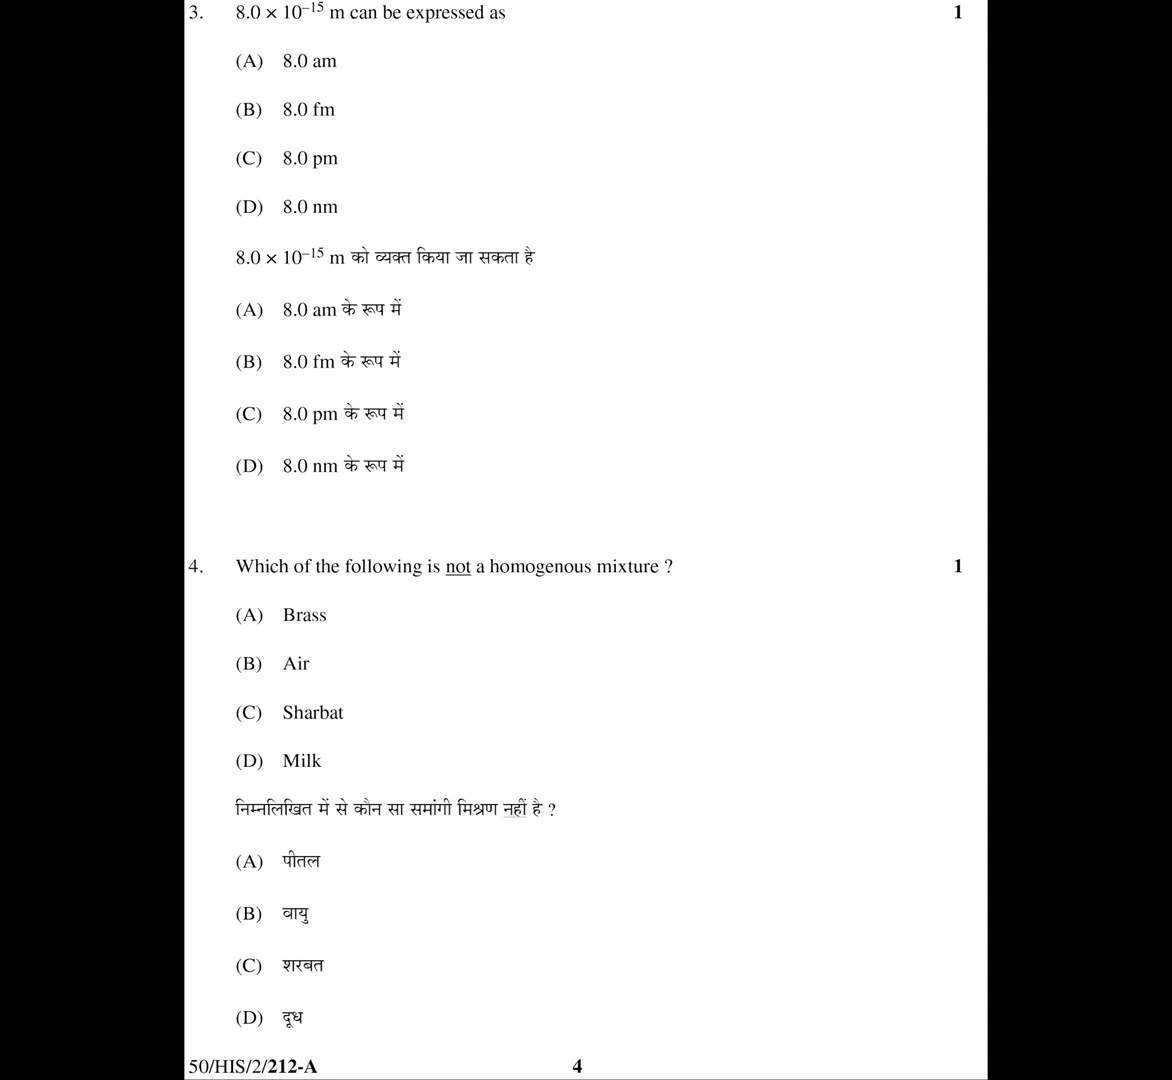 3. 8.0 × 10⁻¹⁵ m can be expressed as 1
(A) 8.0 am
(B) 8.0 fm
(C) 8.0 pm
(D) 8.0 nm
8.0 × 10⁻¹⁵ m को व्यक्त किया जा सकता है
(A) 8.0 am के रूप में
(B) 8.0 fm के रूप में
(C) 8.0 pm के रूप में
(D) 8.0 nm के रूप में
4. Which of the following is not a homogenous mixture ? 1
(A) Brass
(B) Air
(C) Sharbat
(D) Milk
निम्नलिखित में से कौन सा समांगी मिश्रण नहीं है ?
(A) पीतल
(B) वायु
(C) शरबत
(D) दूध
50/HIS/2/212-A 4